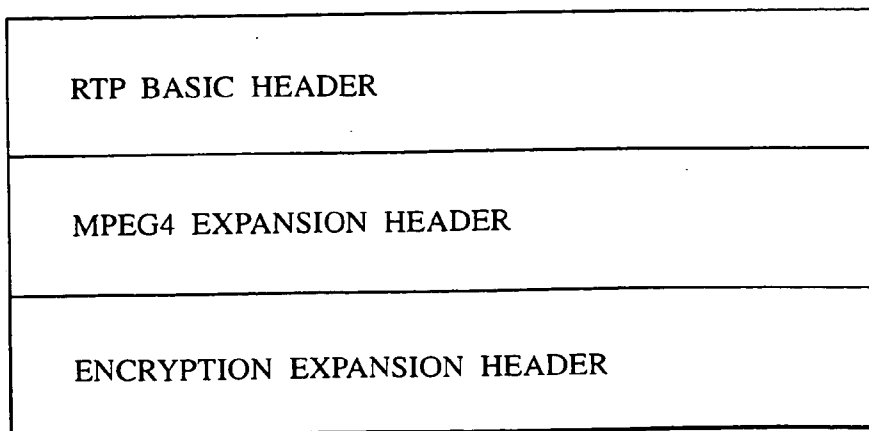 RTP BASIC HEADER
MPEG4 EXPANSION HEADER
ENCRYPTION EXPANSION HEADER